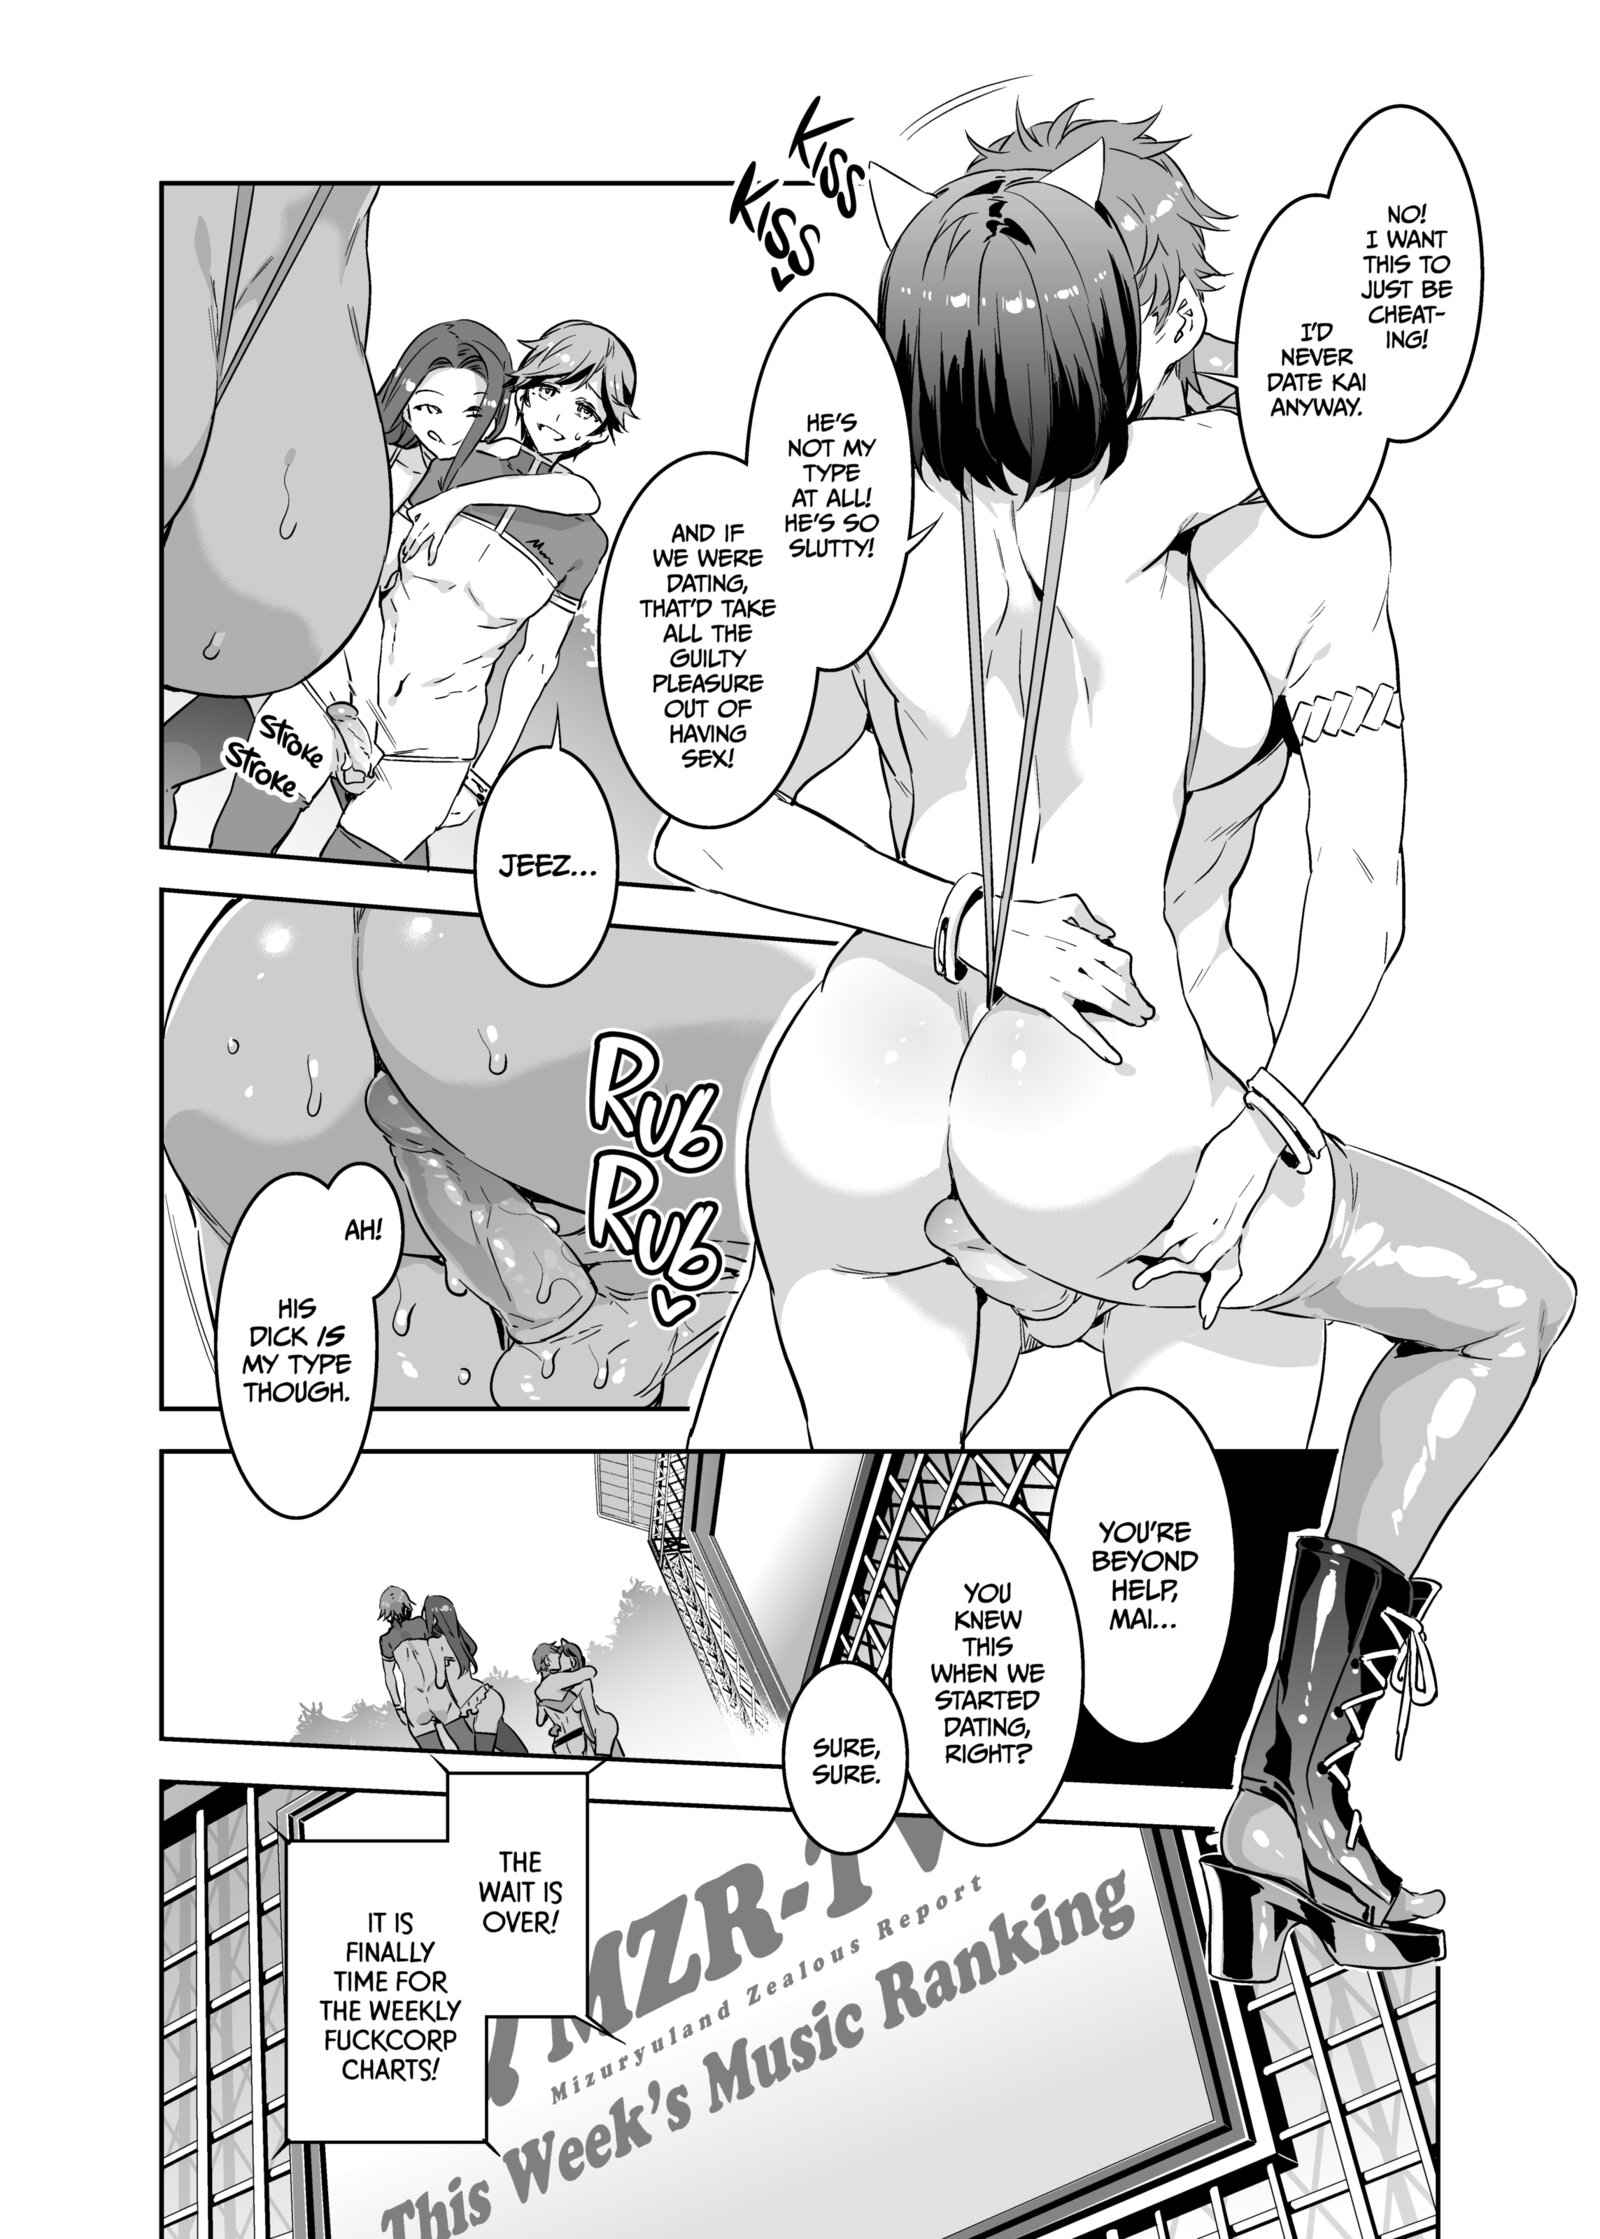 KISS
KISS
NO!
I WANT
THIS TO
JUST BE
CHEAT-
ING!
I'D
NEVER
DATE KAI
ANYWAY.
HE'S
NOT MY
TYPE
AT ALL!
HE'S SO
SLUTTY!
AND IF
WE WERE
DATING,
THAT'D TAKE
ALL THE
GUILTY
PLEASURE
OUT OF
HAVING
SEX!
STROKE
STROKE
JEEZ...
RUB
RUB
AH!
HIS
DICK IS
MY TYPE
THOUGH.
YOU'RE
BEYOND
HELP,
MAI...
YOU
KNEW
THIS
WHEN WE
STARTED
DATING,
RIGHT?
SURE,
SURE.
THE
WAIT IS
OVER!
IT IS
FINALLY
TIME FOR
THE WEEKLY
FUCKCORP
CHARTS!
MZR-TV
Mizuryuland Zealous Report
This Week's Music Ranking